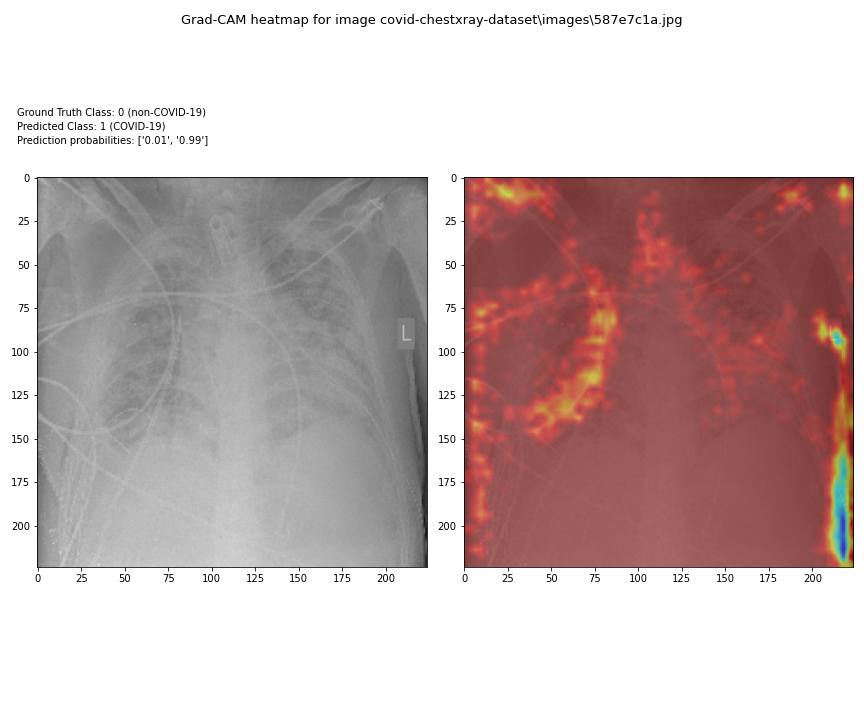 Grad-CAM heatmap for image covid-chestxray-dataset\images\587e7c1a.jpg
Ground Truth Class: 0 (non-COVID-19)
Predicted Class: 1 (COVID-19)
Prediction probabilities: ['0.01', '0.99']
0
25
50
75
100
125
150
175
200
0 25 50 75 100 125 150 175 200
L
0
25
50
75
100
125
150
175
200
0 25 50 75 100 125 150 175 200